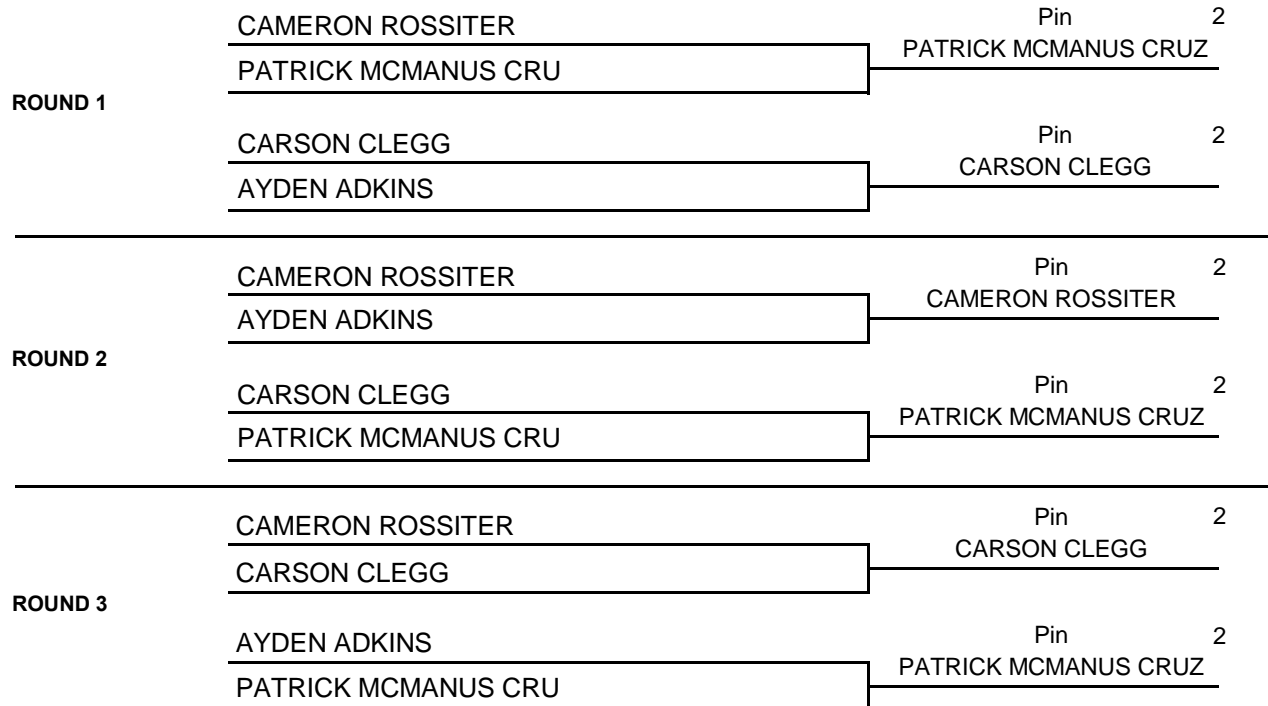 CAMERON ROSSITER
Pin 2
PATRICK MCMANUS CRUZ
PATRICK MCMANUS CRU
ROUND 1
CARSON CLEGG
Pin 2
CARSON CLEGG
AYDEN ADKINS
CAMERON ROSSITER
Pin 2
CAMERON ROSSITER
AYDEN ADKINS
ROUND 2
CARSON CLEGG
Pin 2
PATRICK MCMANUS CRUZ
PATRICK MCMANUS CRU
CAMERON ROSSITER
Pin 2
CARSON CLEGG
CARSON CLEGG
ROUND 3
AYDEN ADKINS
Pin 2
PATRICK MCMANUS CRUZ
PATRICK MCMANUS CRU